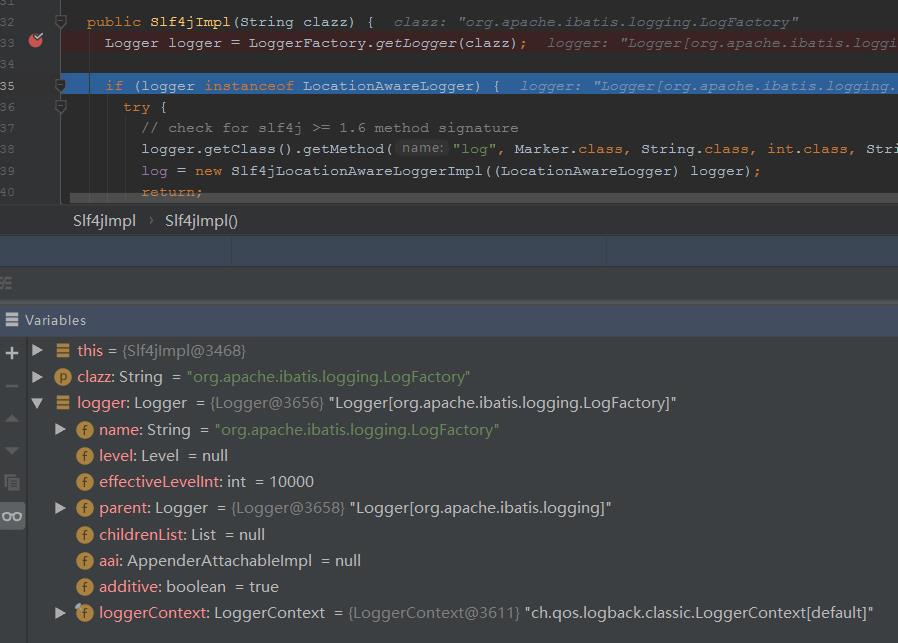 31
32 public Slf4jImpl(String clazz) { clazz: "org.apache.ibatis.logging.LogFactory"
33 Logger logger = LoggerFactory.getLogger(clazz); logger: "Logger[org.apache.ibatis.loggi
34
35 if (logger instanceof LocationAwareLogger) { logger: "Logger[org.apache.ibatis.logging.
36 try {
37 // check for slf4j >= 1.6 method signature
38 logger.getClass().getMethod( name: "log", Marker.class, String.class, int.class, Stri
39 log = new Slf4jLocationAwareLoggerImpl((LocationAwareLogger) logger);
40 return;
Slf4jImpl › Slf4jImpl()
Variables
this = {Slf4jImpl@3468}
p clazz: String = "org.apache.ibatis.logging.LogFactory"
logger: Logger = {Logger@3656} "Logger[org.apache.ibatis.logging.LogFactory]"
f name: String = "org.apache.ibatis.logging.LogFactory"
f level: Level = null
f effectiveLevelInt: int = 10000
f parent: Logger = {Logger@3658} "Logger[org.apache.ibatis.logging]"
f childrenList: List = null
f aai: AppenderAttachableImpl = null
f additive: boolean = true
f loggerContext: LoggerContext = {LoggerContext@3611} "ch.qos.logback.classic.LoggerContext[default]"